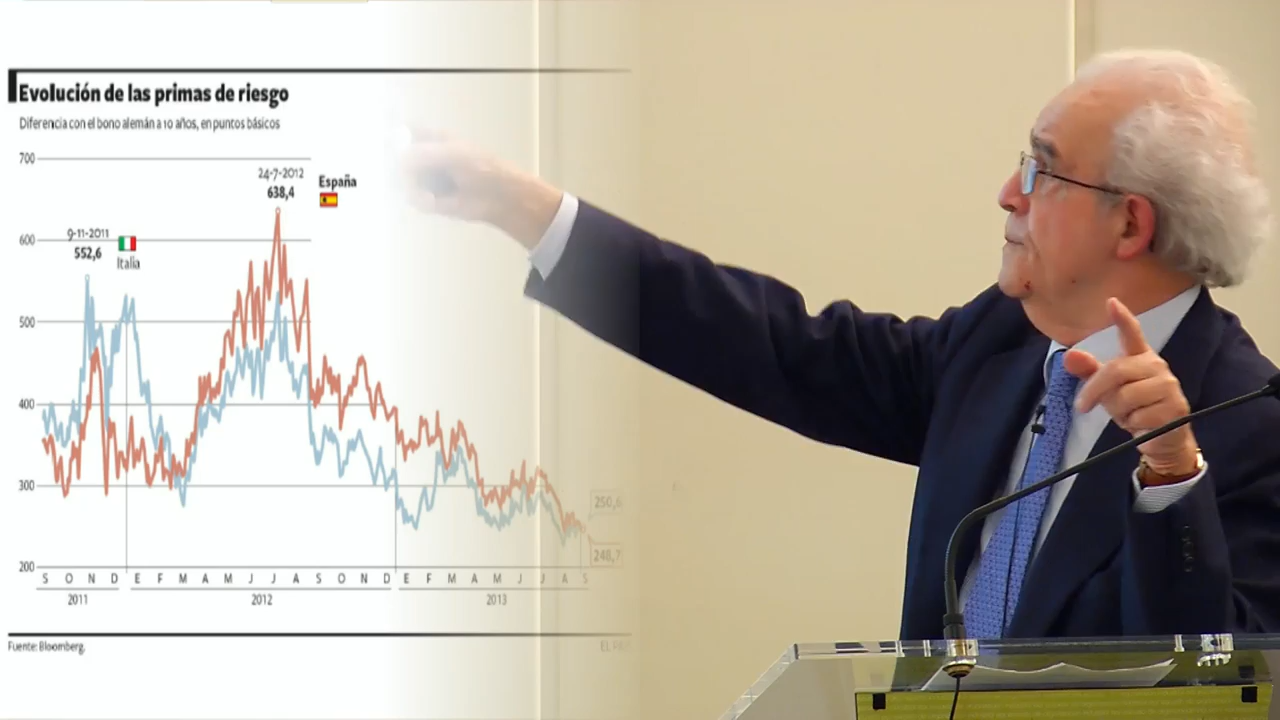 Evolución de las primas de riesgo
Diferencia con el bono alemán a 10 años, en puntos básicos
700
24-7-2012
638,4
España
9-11-2011
552,6
Italia
600
500
400
300
200
250,6
248,7
S O N D E F M A M J J A S O N D E F M A M J J A S
2011 2012 2013
Fuente: Bloomberg.